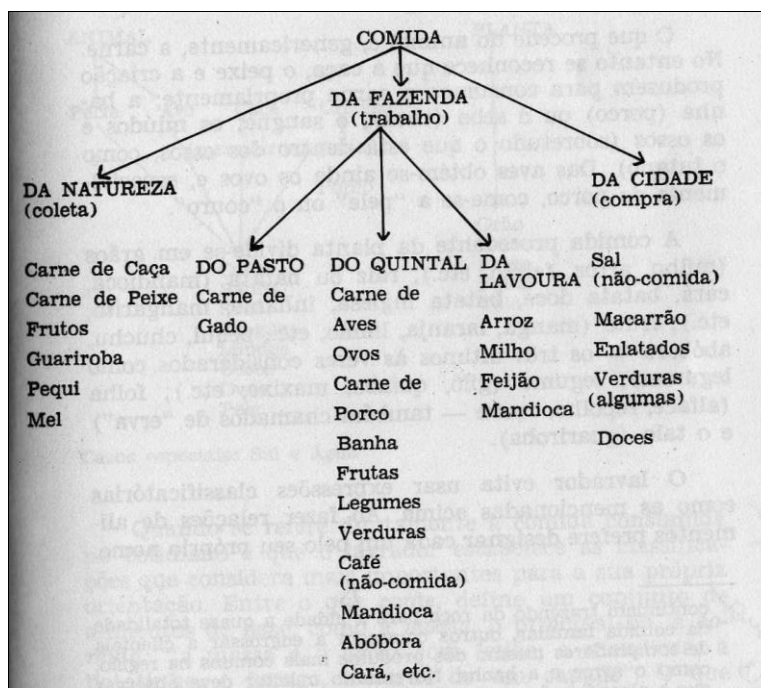 COMIDA
DA FAZENDA
(trabalho)
DA NATUREZA
(coleta)
DA CIDADE
(compra)
Carne de Caça
Carne de Peixe
Frutos
Guariroba
Pequi
Mel
DO PASTO
Carne de
Gado
DO QUINTAL
Carne de
Aves
Ovos
Carne de
Porco
Banha
Frutas
Legumes
Verduras
Café
(não-comida)
Mandioca
Abóbora
Cará, etc.
DA
LAVOURA
Arroz
Milho
Feijão
Mandioca
Sal
(não-comida)
Macarrão
Enlatados
Verduras
(algumas)
Doces